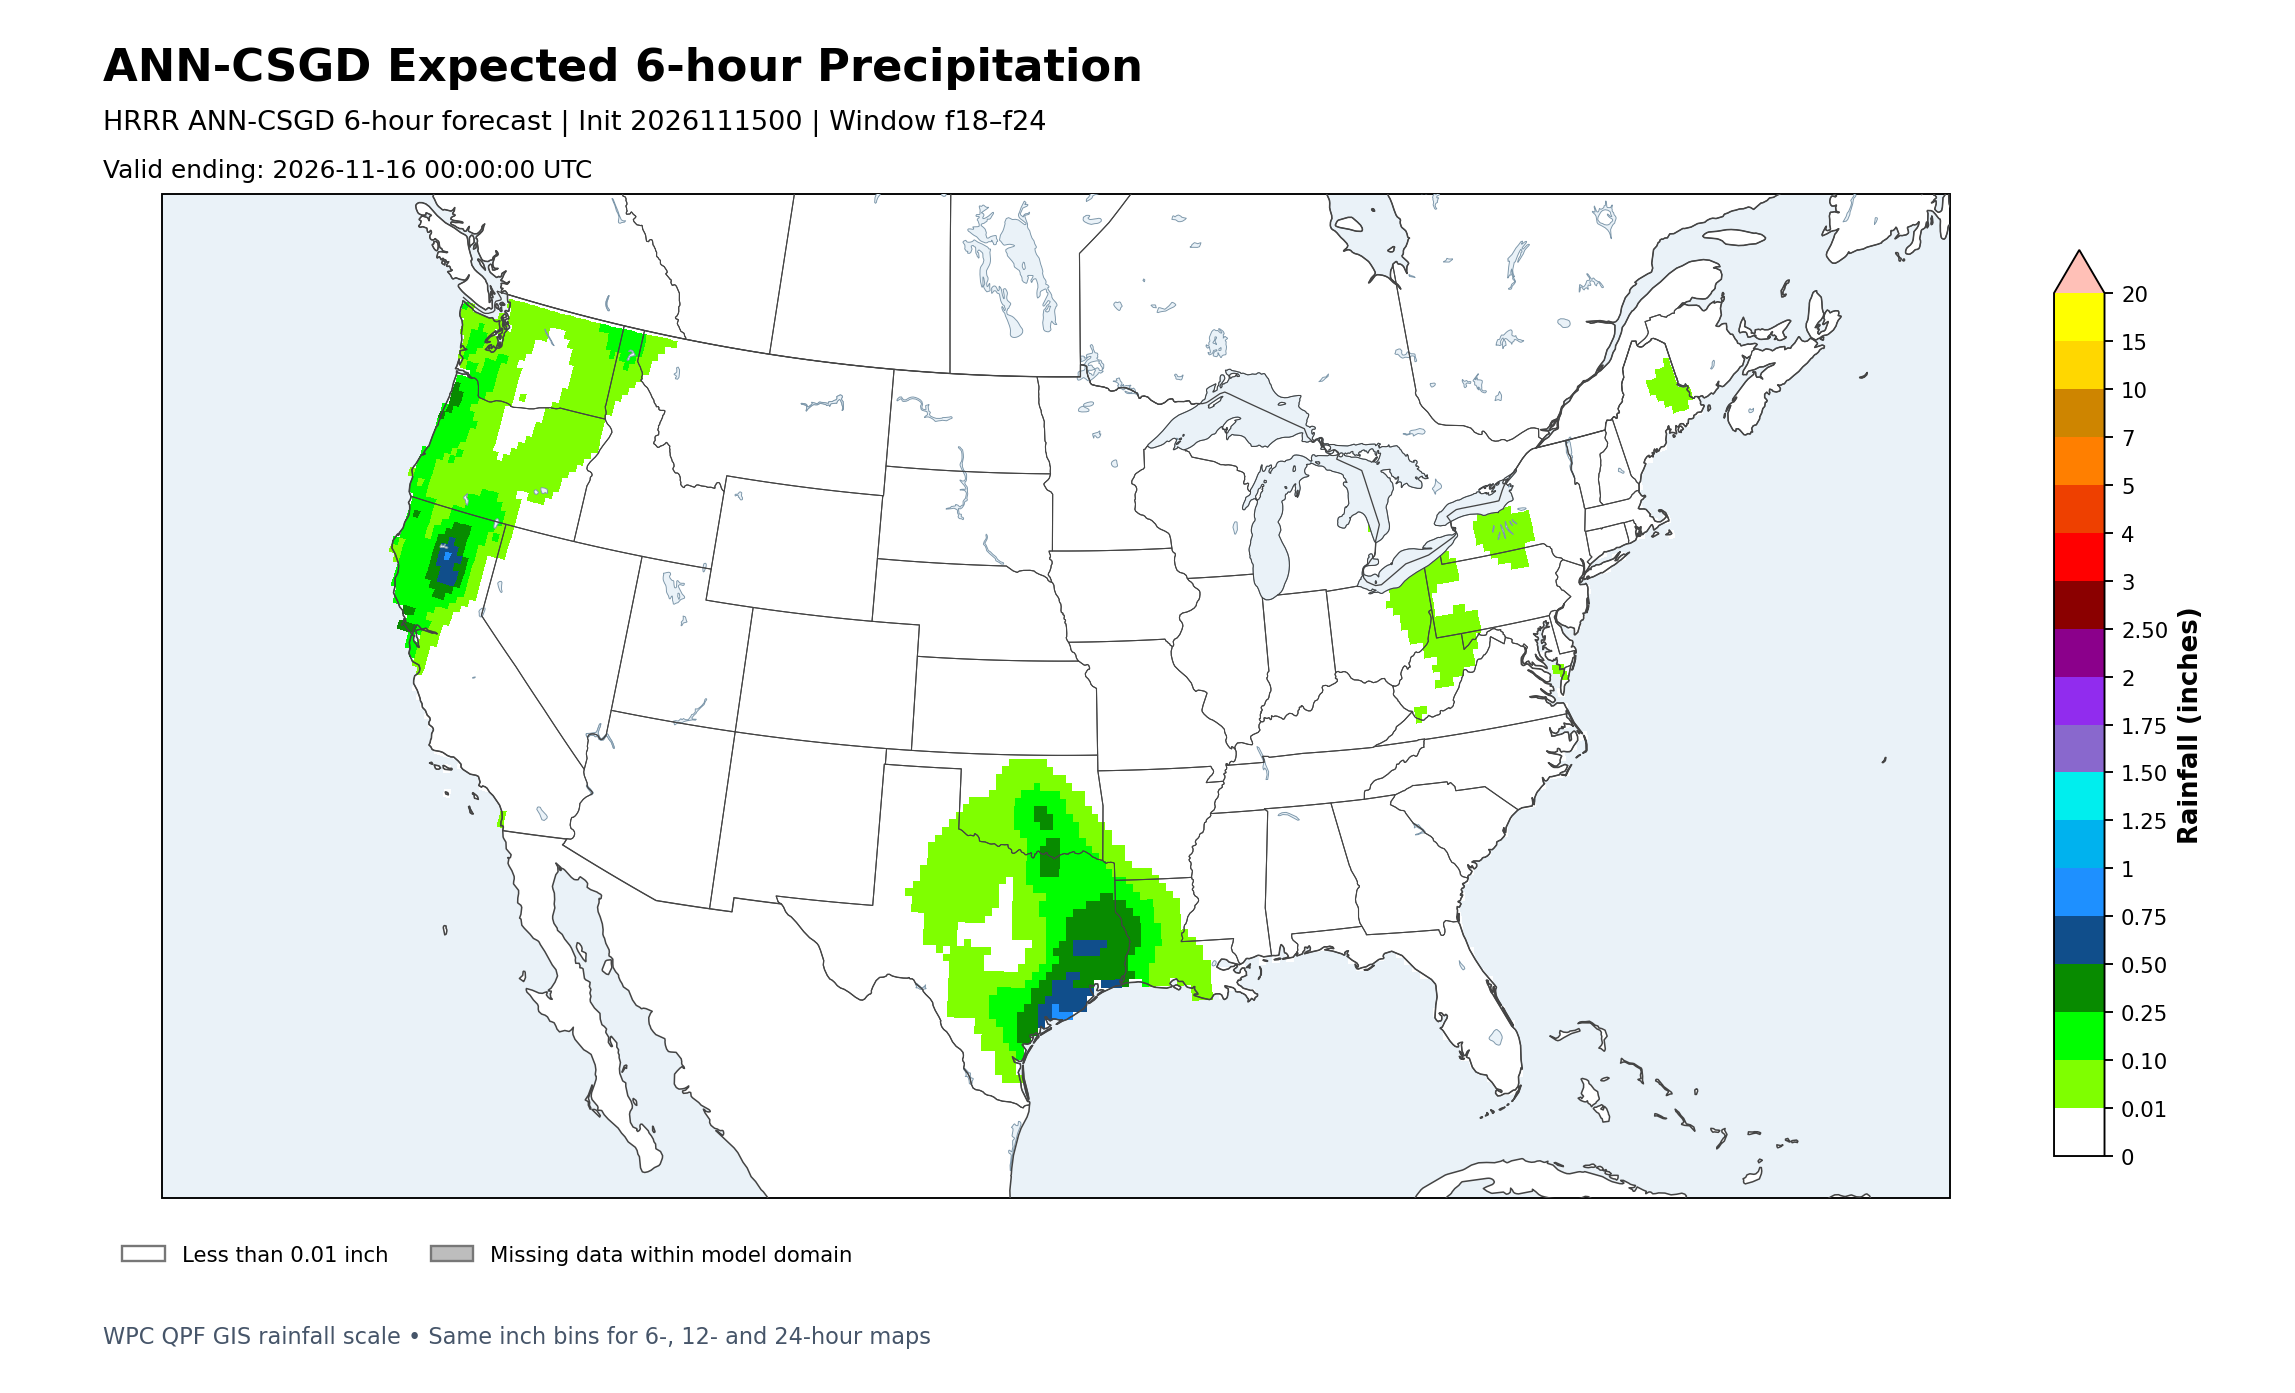 ANN-CSGD Expected 6-hour Precipitation
HRRR ANN-CSGD 6-hour forecast | Init 2026111500 | Window f18–f24
Valid ending: 2026-11-16 00:00:00 UTC
20
15
10
7
5
4
3
2.50
2
1.75
1.50
1.25
1
0.75
0.50
0.25
0.10
0.01
0
Rainfall (inches)
Less than 0.01 inch
Missing data within model domain
WPC QPF GIS rainfall scale • Same inch bins for 6-, 12- and 24-hour maps